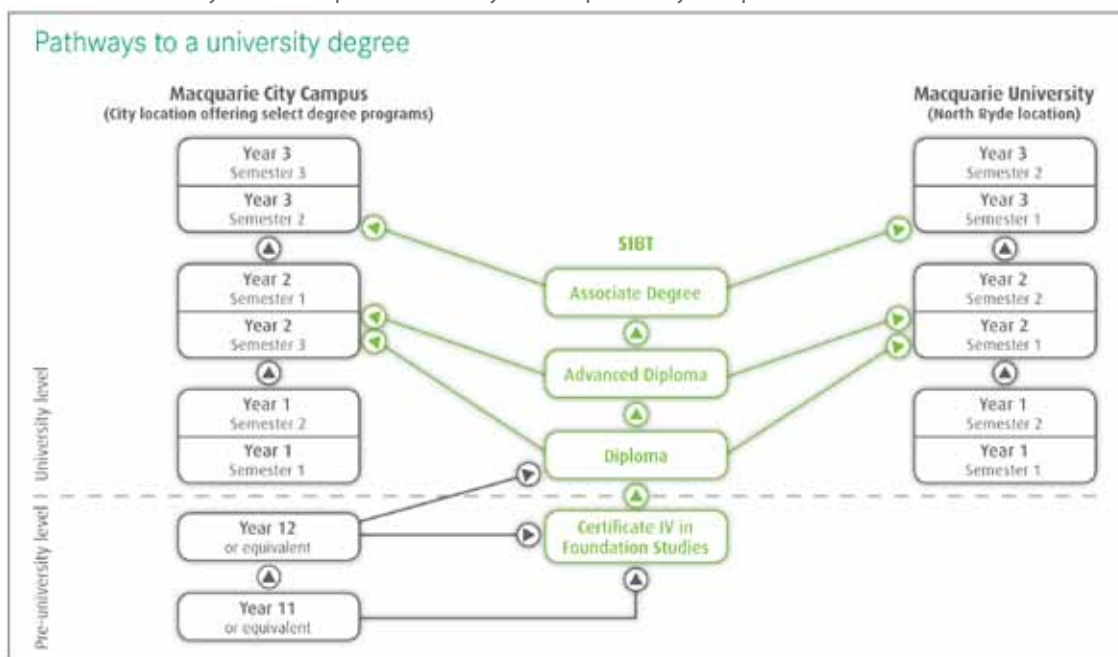 Pathways to a university degree
Macquarie City Campus
(City location offering select degree programs)
Year 3
Semester 3
Year 3
Semester 2
Year 2
Semester 1
Year 2
Semester 3
Year 1
Semester 2
Year 1
Semester 1
Year 12
or equivalent
Year 11
or equivalent
SIBT
Associate Degree
Advanced Diploma
Diploma
Certificate IV in
Foundation Studies
Macquarie University
(North Ryde location)
Year 3
Semester 2
Year 3
Semester 1
Year 2
Semester 2
Year 2
Semester 1
Year 1
Semester 2
Year 1
Semester 1
University level
Pre-university level